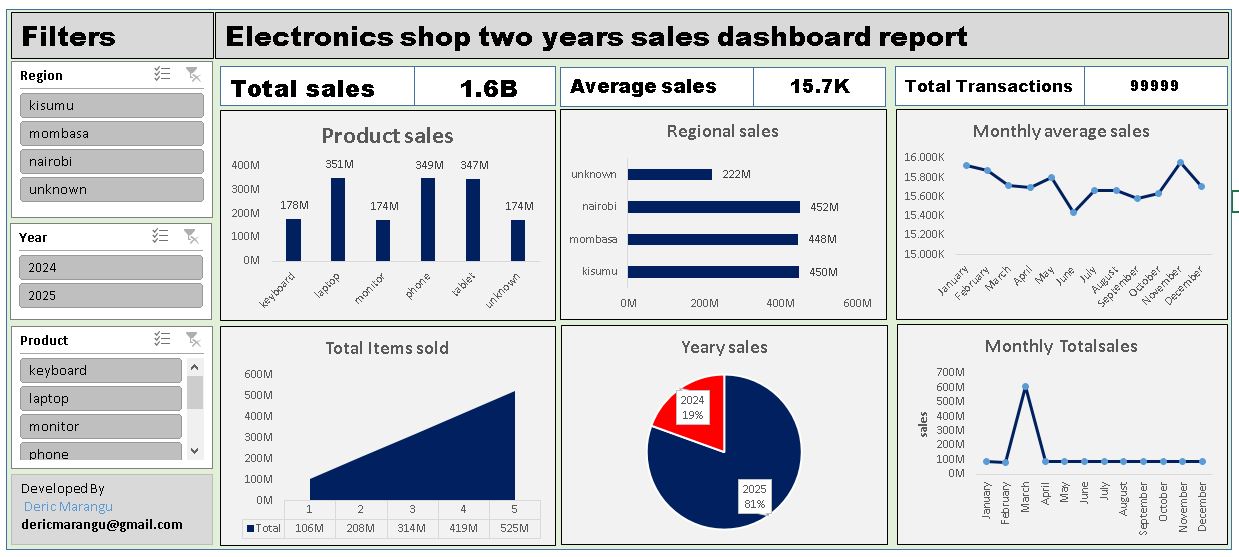 Filters
Electronics shop two years sales dashboard report
Region
kisumu
mombasa
nairobi
unknown
Year
2024
2025
Product
keyboard
laptop
monitor
phone
Developed By
Deric Marangu
dericmarangu@gmail.com
Total sales 1.6B
Average sales 15.7K
Total Transactions 99999
Product sales
400M
300M
200M
100M
0M
178M
351M
174M
349M
347M
174M
keyboard
laptop
monitor
phone
tablet
unknown
Regional sales
unknown 222M
nairobi 452M
mombasa 448M
kisumu 450M
0M 200M 400M 600M
Monthly average sales
16.000K
15.800K
15.600K
15.400K
15.200K
15.000K
January
February
March
April
May
June
July
August
September
October
November
December
Total Items sold
600M
500M
400M
300M
200M
100M
0M
1 2 3 4 5
Total 106M 208M 314M 419M 525M
Yeary sales
2024
19%
2025
81%
Monthly Totalsales
sales
700M
600M
500M
400M
300M
200M
100M
0M
January
February
March
April
May
June
July
August
September
October
November
December